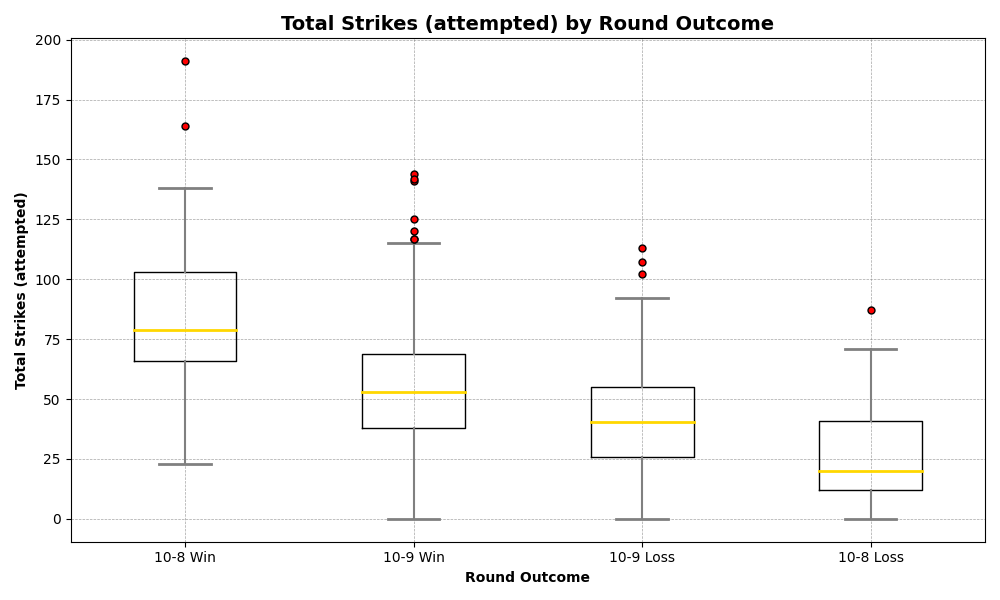 Total Strikes (attempted) by Round Outcome
Total Strikes (attempted)
200
175
150
125
100
75
50
25
0
10-8 Win
10-9 Win
10-9 Loss
10-8 Loss
Round Outcome